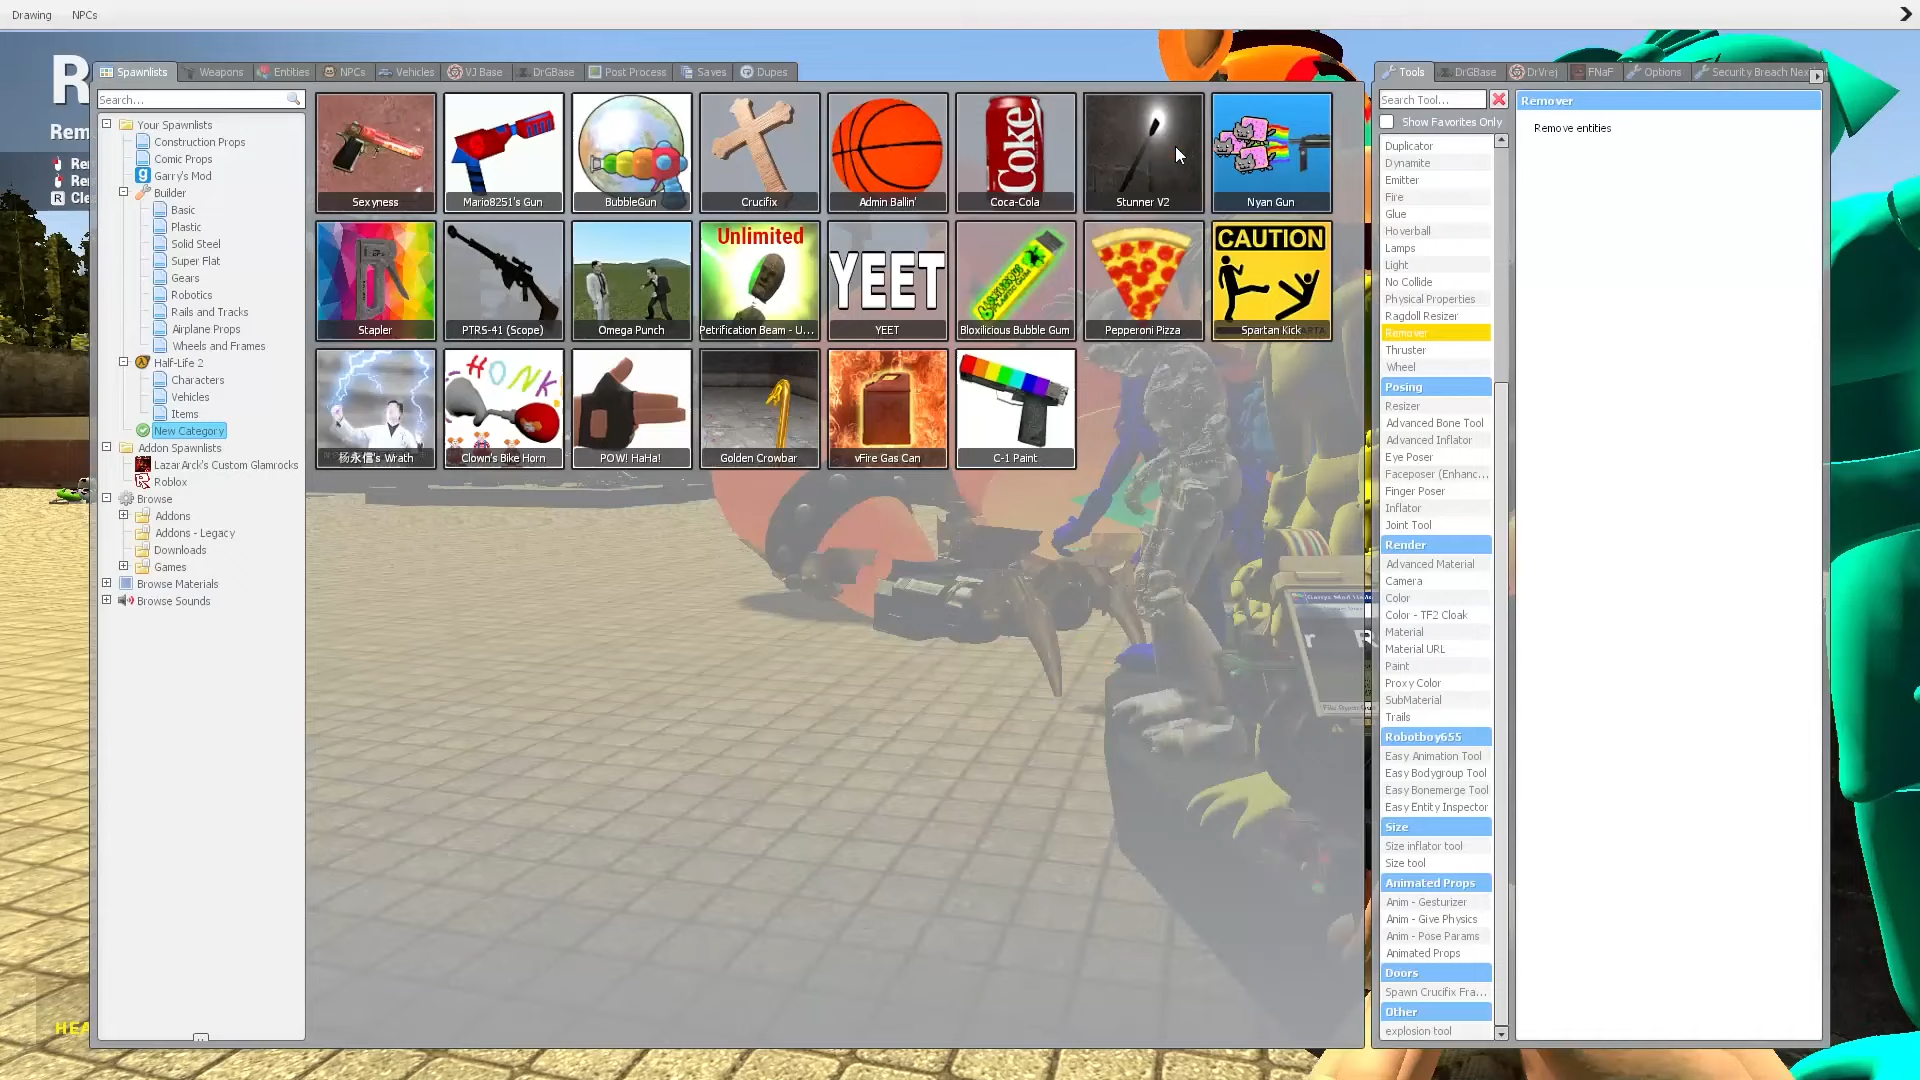 Drawing NPCs
R
Rem
Re
Re
R Cle
HEA
Spawnlists Weapons Entities NPCs Vehicles VJ Base DrGBase Post Process Saves Dupes
Search...
Your Spawnlists
Construction Props
Comic Props
g Garry's Mod
Builder
Basic
Plastic
Solid Steel
Super Flat
Gears
Robotics
Rails and Tracks
Airplane Props
Wheels and Frames
Half-Life 2
Characters
Vehicles
Items
New Category
Addon Spawnlists
LazarArck's Custom Glamrocks
Roblox
Browse
Addons
Addons - Legacy
Downloads
Games
Browse Materials
Browse Sounds
Coke
Sexyness Mario8251's Gun BubbleGun Crucifix Admin Ballin' Coca-Cola Stunner V2 Nyan Gun
Unlimited
YEET
CAUTION
Stapler PTRS-41 (Scope) Omega Punch Petrification Beam - U... YEET Bloxilicious Bubble Gum Pepperoni Pizza Spartan Kick
HONK
杨永信's Wrath Clown's Bike Horn POW! HaHa! Golden Crowbar vFire Gas Can C-1 Paint
Tools DrGBase DrVrej FNaF Options Security Breach Nex
Search Tool...
Show Favorites Only
Duplicator
Dynamite
Emitter
Fire
Glue
Hoverball
Lamps
Light
No Collide
Physical Properties
Ragdoll Resizer
Remover
Thruster
Wheel
Posing
Resizer
Advanced Bone Tool
Advanced Inflator
Eye Poser
Faceposer (Enhanc...
Finger Poser
Inflator
Joint Tool
Render
Advanced Material
Camera
Color
Color - TF2 Cloak
Material
Material URL
Paint
Proxy Color
SubMaterial
Trails
Robotboy655
Easy Animation Tool
Easy Bodygroup Tool
Easy Bonemerge Tool
Easy Entity Inspector
Size
Size inflator tool
Size tool
Animated Props
Anim - Gesturizer
Anim - Give Physics
Anim - Pose Params
Animated Props
Doors
Spawn Crucifix Fra...
Other
explosion tool
Remover
Remove entities